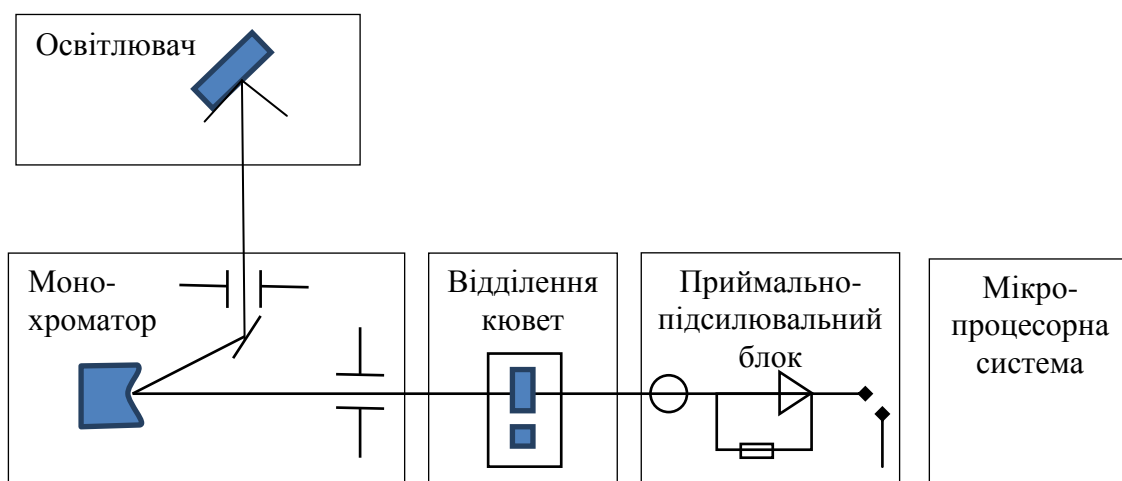 Освітлювач
Моно-
хроматор
Відділення
кювет
Приймально-
підсилювальний
блок
Мікро-
процесорна
система